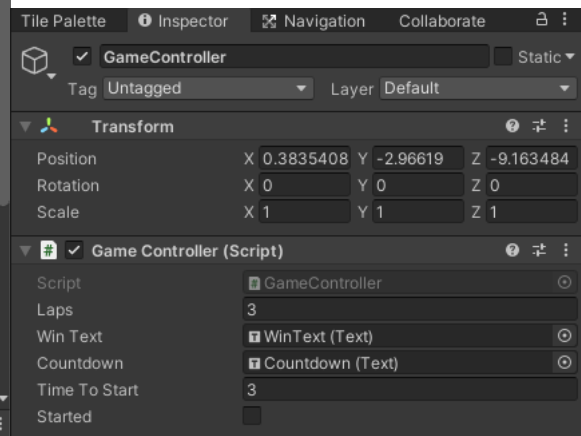 Tile Palette Inspector Navigation Collaborate
GameController Static
Tag Untagged Layer Default
Transform
Position X 0.3835408 Y -2.96619 Z -9.163484
Rotation X 0 Y 0 Z 0
Scale X 1 Y 1 Z 1
# Game Controller (Script)
Script # GameController
Laps 3
Win Text T WinText (Text)
Countdown T Countdown (Text)
Time To Start 3
Started